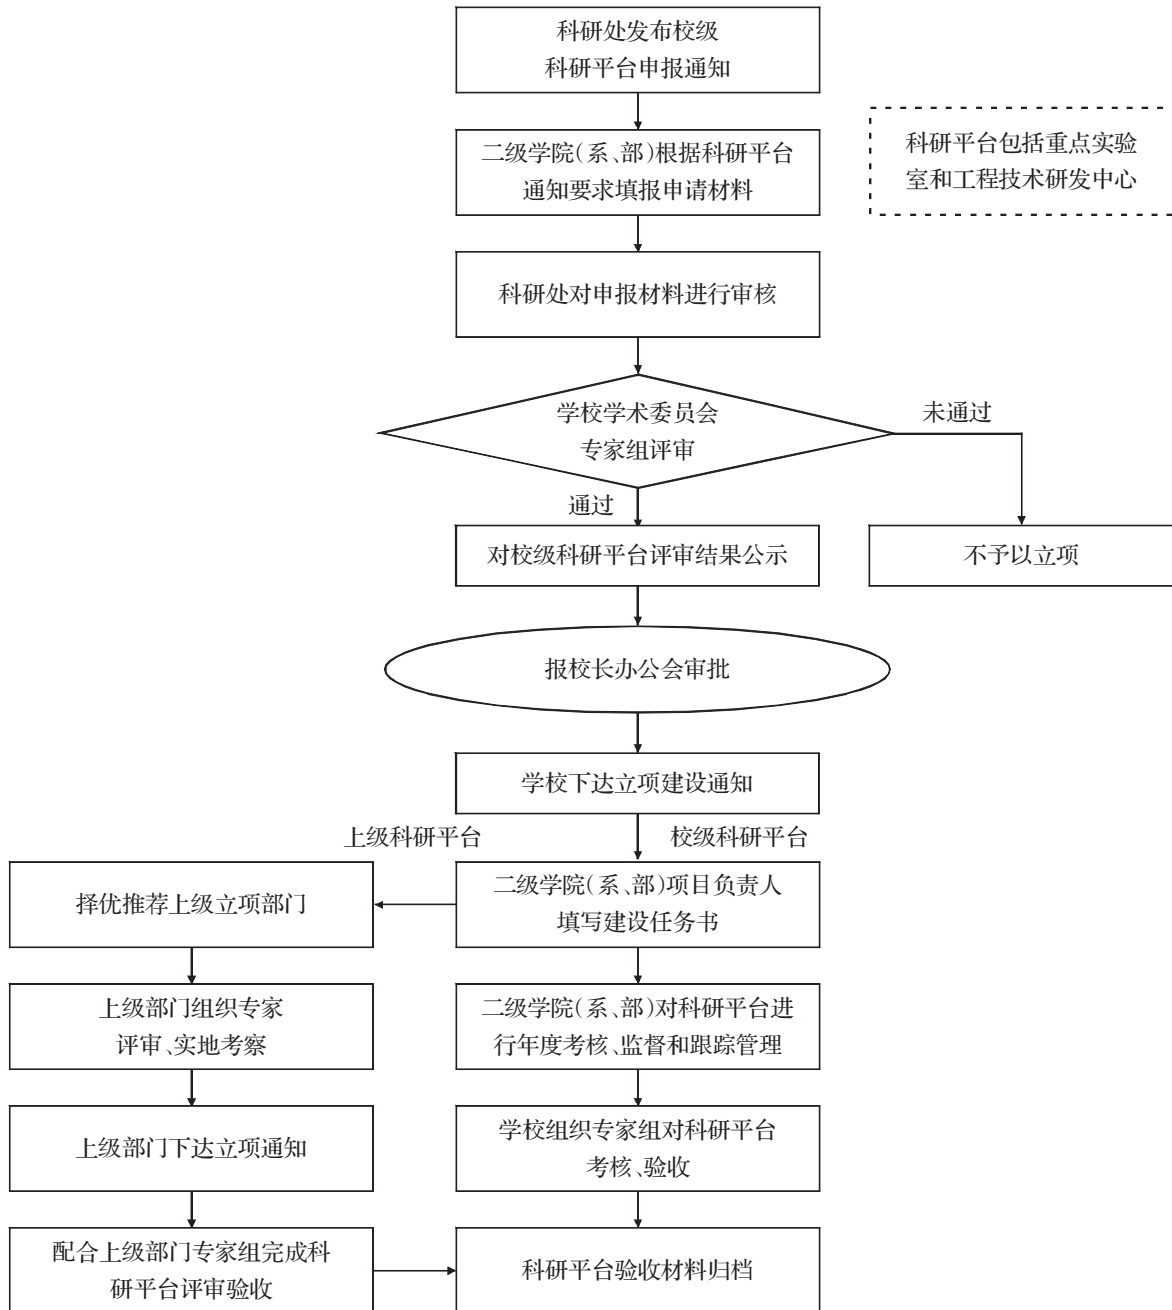 科研处发布校级
科研平台申报通知
二级学院(系、部)根据科研平台
通知要求填报申请材料
科研平台包括重点实验
室和工程技术研发中心
科研处对申报材料进行审核
学校学术委员会
专家组评审
未通过
通过
对校级科研平台评审结果公示
不予以立项
报校长办公会审批
学校下达立项建设通知
上级科研平台
校级科研平台
择优推荐上级立项部门
二级学院(系、部)项目负责人
填写建设任务书
上级部门组织专家
评审、实地考察
二级学院(系、部)对科研平台进
行年度考核、监督和跟踪管理
上级部门下达立项通知
学校组织专家组对科研平台
考核、验收
配合上级部门专家组完成科
研平台评审验收
科研平台验收材料归档